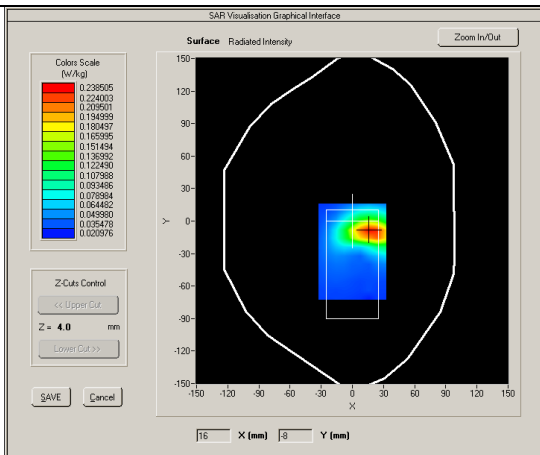 SAR Visualisation Graphical Interface
Surface Radiated Intensity
Zoom In/Out
Colors Scale
(W/kg)
0.238505
0.224003
0.209501
0.194999
0.180497
0.165995
0.151494
0.136992
0.122490
0.107988
0.093486
0.078984
0.064482
0.049980
0.035478
0.020976
Z-Cuts Control
<< Upper Cut
Z = 4.0 mm
Lower Cut >>
SAVE
Cancel
150-
120-
90-
60-
30-
0-
-30-
-60-
-90-
-120-
-150-
Y
-150 -120 -90 -60 -30 0 30 60 90 120 150
X
16 X (mm) -8 Y (mm)